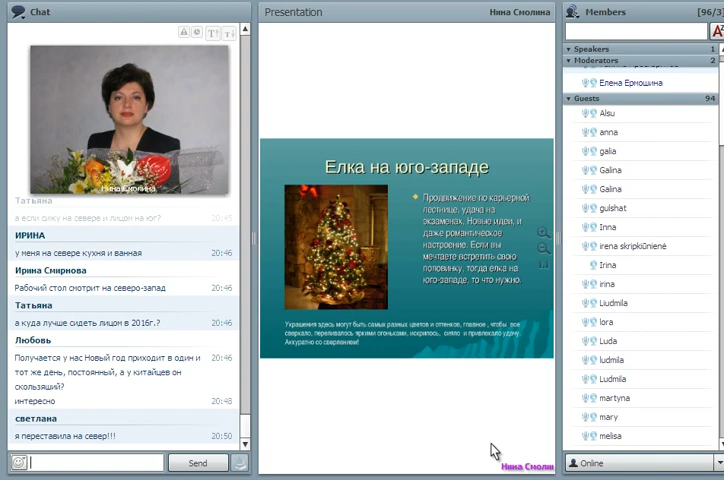 Chat
Татьяна
а если сижу на севере и лицом на юг?
20:45
ИРИНА
у меня на севере кухня и ванная
20:46
Ирина Смирнова
Рабочий стол смотрит на северо-запад
20:46
Татьяна
а куда лучше сидеть лицом в 2016г.?
20:46
Любовь
Получается у нас Новый год приходит в один и
20:46
тот же день, постоянный, а у китайцев он
скользящий?
интересно
20:48
светлана
я переставила на север!!!
20:50
Send
Presentation
Нина Смолина
Елка на юго-западе
Продвижение по карьерной
лестнице, удача на
экзаменах. Новые идеи, и
даже романтическое
настроение. Если вы
мечтаете встретить свою
половинку, тогда елка на
юго-западе, то что нужно.
Украшения здесь могут быть самых разных цветов и оттенков, главное , чтобы все
сверкало, переливалось яркими огоньками, искрилось, сияло и привлекало удачу.
Аккуратно со сверлением!
1:1
Нина Смолин
Members
[96/3
Speakers
1
Moderators
2
Елена Ермошина
Guests
94
Alsu
anna
galia
Galina
Galina
gulshat
Inna
irena skripkiūnienė
Irina
irina
Liudmila
lora
Luda
ludmila
Ludmila
martyna
mary
melisa
Online